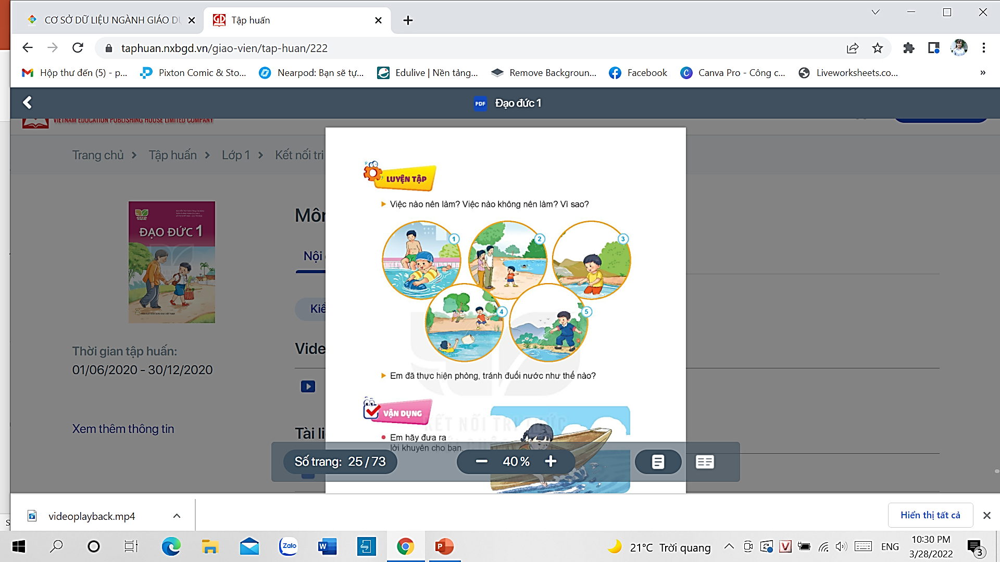 CƠ SỞ DỮ LIỆU NGÀNH GIÁO DỤ
Tập huấn
taphuan.nxbgd.vn/giao-vien/tap-huan/222
Hộp thư đến (5) - p...
Pixton Comic & Sto...
Nearpod: Bạn sẽ tự...
Edulive | Nền tảng...
Remove Backgroun...
Facebook
Canva Pro - Công c...
Liveworksheets.co...
»
PDF
Đạo đức 1
VIETNAM EDUCATION PUBLISHING HOUSE LIMITED COMPANY
Trang chủ > Tập huấn > Lớp 1 > Kết nối tri
ĐẠO ĐỨC 1
Thời gian tập huấn:
01/06/2020 - 30/12/2020
Xem thêm thông tin
Môn
Nội
Kiể
Vide
Tài li
LUYỆN TẬP
Việc nào nên làm? Việc nào không nên làm? Vì sao?
1
2
3
4
5
Em đã thực hiện phòng, tránh đuối nước như thế nào?
VẬN DỤNG
KẾT NỐI TRI THỨC
Em hãy đưa ra
lời khuyên cho bạn.
Số trang: 25 / 73
40 %
videoplayback.mp4
Hiển thị tất cả
S
Zalo
W
P
21°C Trời quang
V
ENG
10:30 PM
3/28/2022
3